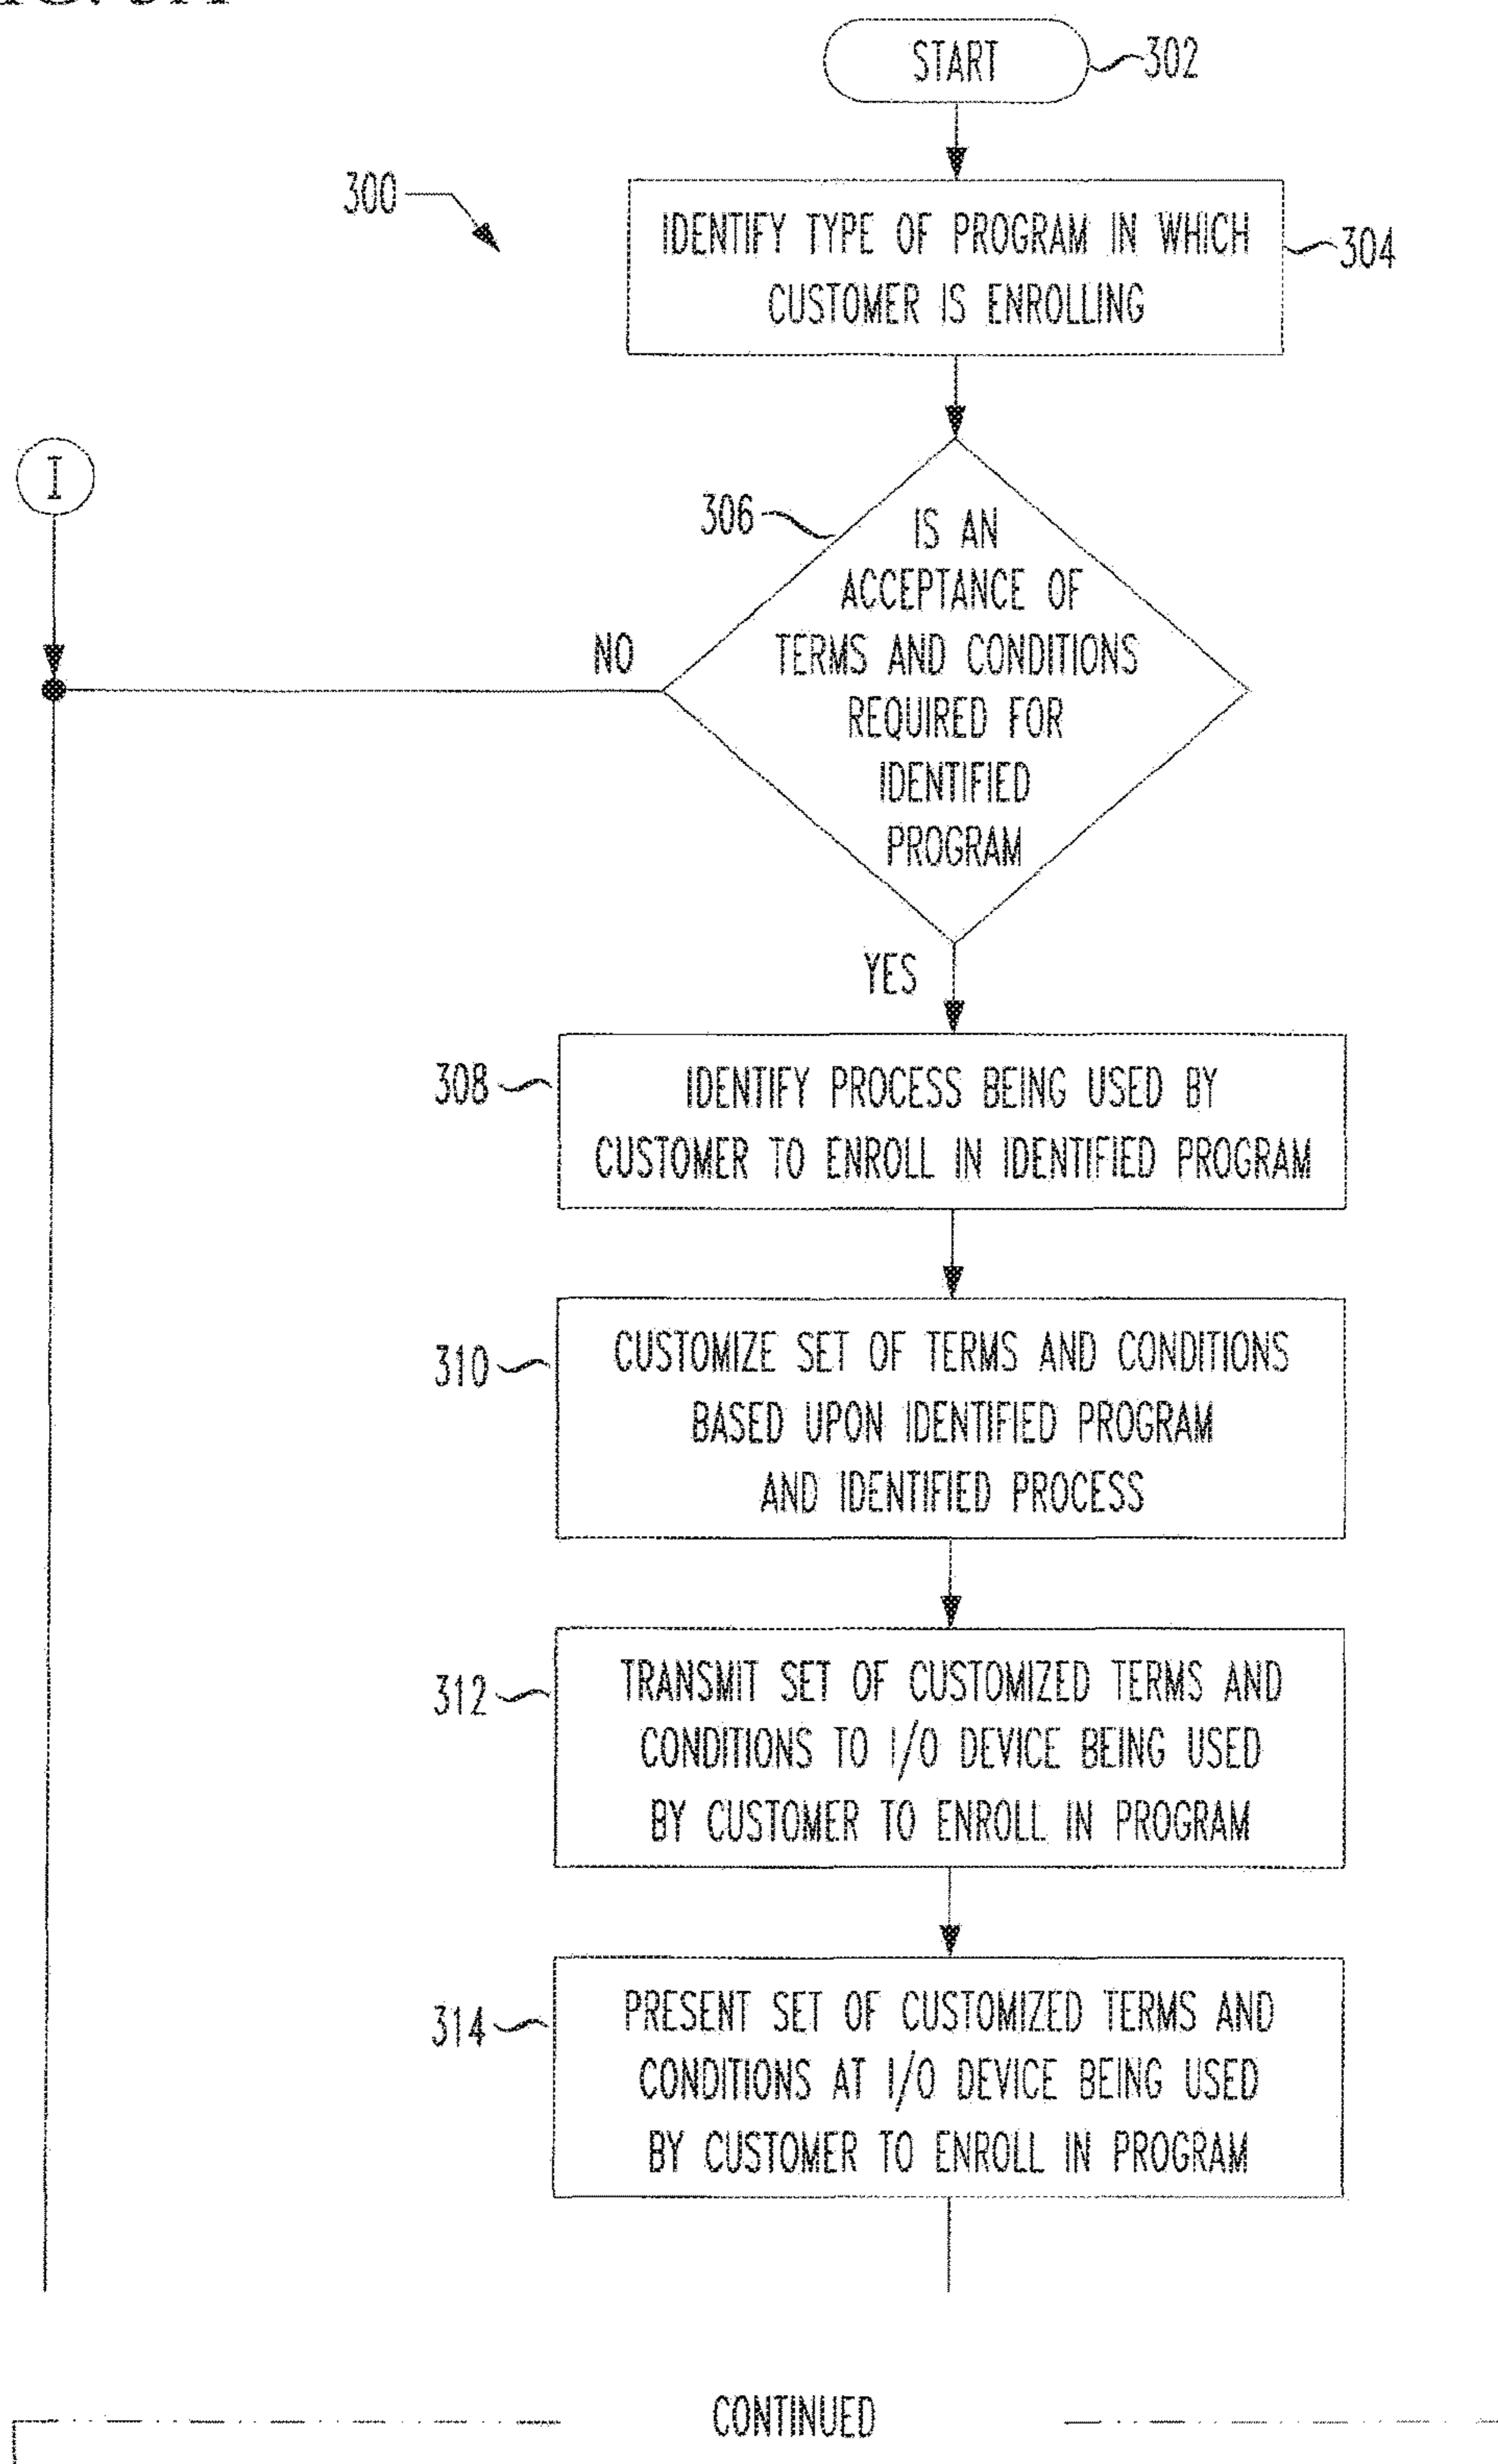 START
302
300
IDENTIFY TYPE OF PROGRAM IN WHICH
CUSTOMER IS ENROLLING
304
I
306
IS AN
ACCEPTANCE OF
TERMS AND CONDITIONS
REQUIRED FOR
IDENTIFIED
PROGRAM
NO
YES
308
IDENTIFY PROCESS BEING USED BY
CUSTOMER TO ENROLL IN IDENTIFIED PROGRAM
310
CUSTOMIZE SET OF TERMS AND CONDITIONS
BASED UPON IDENTIFIED PROGRAM
AND IDENTIFIED PROCESS
312
TRANSMIT SET OF CUSTOMIZED TERMS AND
CONDITIONS TO I/O DEVICE BEING USED
BY CUSTOMER TO ENROLL IN PROGRAM
314
PRESENT SET OF CUSTOMIZED TERMS AND
CONDITIONS AT I/O DEVICE BEING USED
BY CUSTOMER TO ENROLL IN PROGRAM
CONTINUED